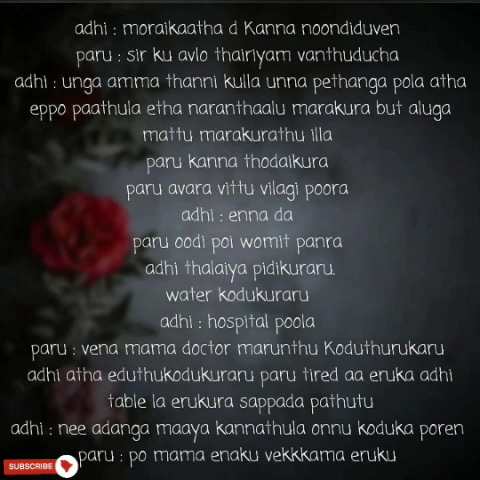 adhi : moraikaatha d Kanna noondiduven
paru : sir ku avlo thairiyam vanthuducha
adhi : unga amma thanni kulla unna pethanga pola atha
eppo paathula etha naranthaalu marakura but aluga
mattu marakurathu illa
paru kanna thodaikura
paru avara vittu vilagi poora
adhi : enna da
paru oodi poi womit panra
adhi thalaiya pidikuraru.
water kodukuraru
adhi : hospital poola
paru : vena mama doctor marunthu Koduthurukaru
adhi atha eduthukodukuraru paru tired aa eruka adhi
table la erukura sappada pathutu
adhi : nee adanga maaya kannathula onnu koduka poren
paru : po mama enaku vekkkama eruku
SUBSCRIBE